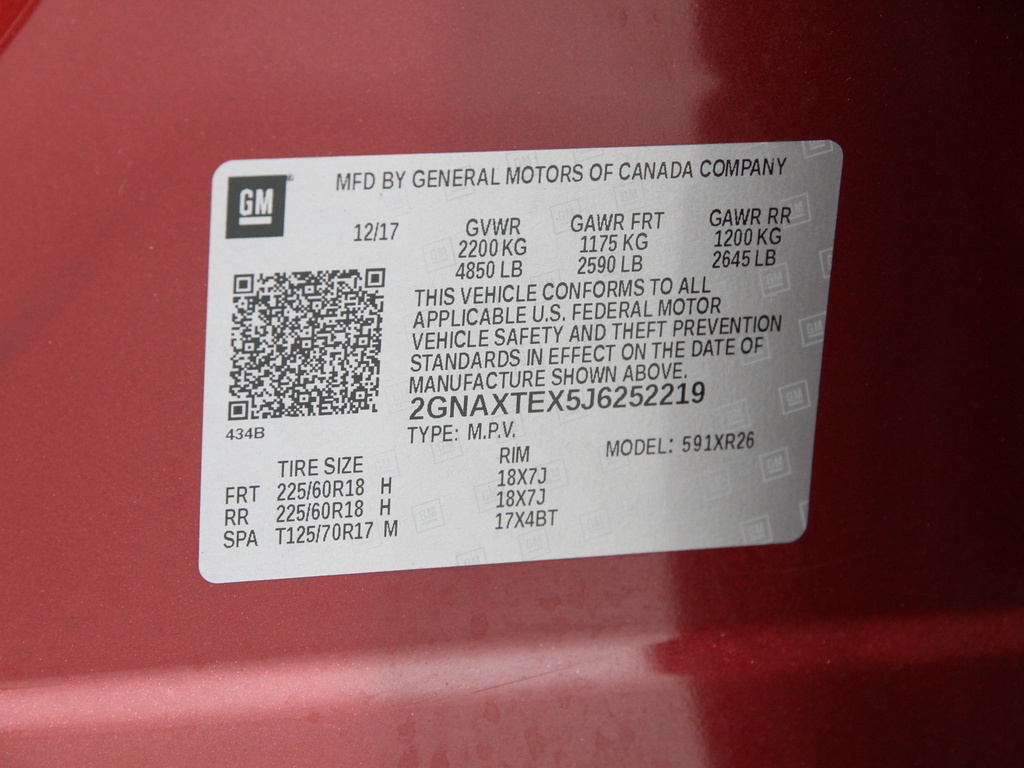 GM
MFD BY GENERAL MOTORS OF CANADA COMPANY
12/17 GVWR GAWR FRT GAWR RR
2200 KG 1175 KG 1200 KG
4850 LB 2590 LB 2645 LB
THIS VEHICLE CONFORMS TO ALL
APPLICABLE U.S. FEDERAL MOTOR
VEHICLE SAFETY AND THEFT PREVENTION
STANDARDS IN EFFECT ON THE DATE OF
MANUFACTURE SHOWN ABOVE.
2GNAXTEX5J6252219
434B
TYPE: M.P.V. MODEL: 591XR26
TIRE SIZE RIM
FRT 225/60R18 H 18X7J
RR 225/60R18 H 18X7J
SPA T125/70R17 M 17X4BT